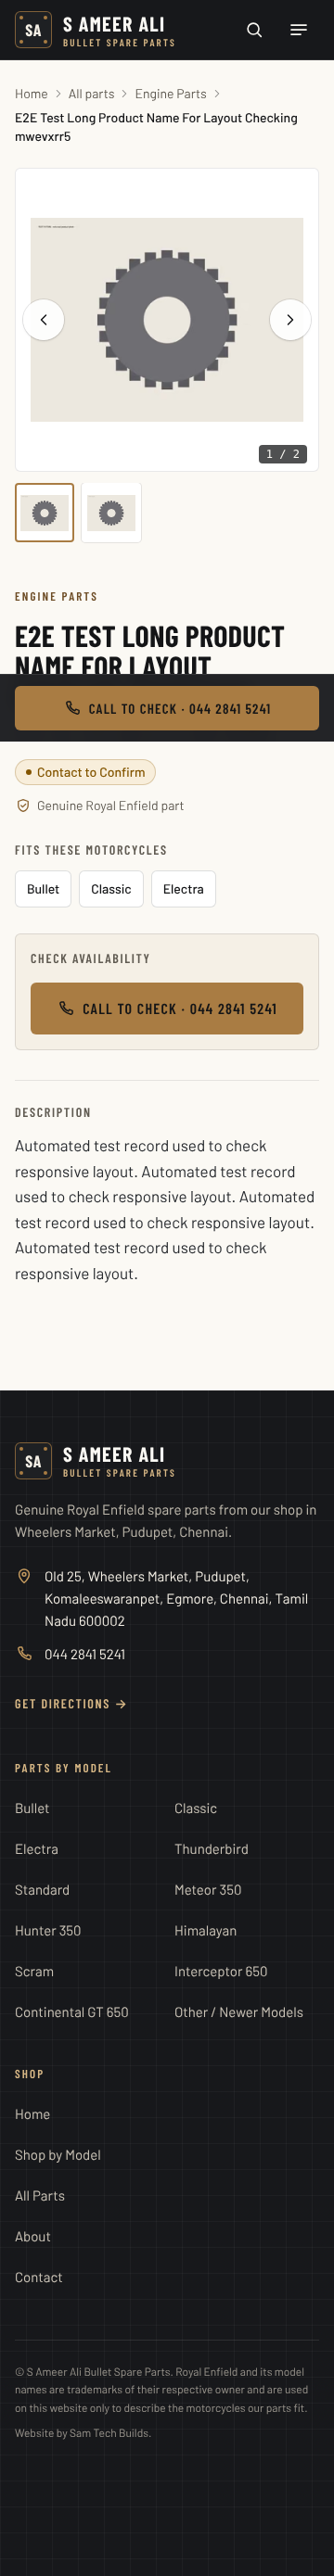 SA
S AMEER ALI
BULLET SPARE PARTS
Home > All parts > Engine Parts >
E2E Test Long Product Name For Layout Checking
mwevxrr5
1 / 2
ENGINE PARTS
E2E TEST LONG PRODUCT
NAME FOR LAYOUT
CALL TO CHECK · 044 2841 5241
Contact to Confirm
Genuine Royal Enfield part
FITS THESE MOTORCYCLES
Bullet Classic Electra
CHECK AVAILABILITY
CALL TO CHECK · 044 2841 5241
DESCRIPTION
Automated test record used to check
responsive layout. Automated test record
used to check responsive layout. Automated
test record used to check responsive layout.
Automated test record used to check
responsive layout.
SA
S AMEER ALI
BULLET SPARE PARTS
Genuine Royal Enfield spare parts from our shop in
Wheelers Market, Pudupet, Chennai.
Old 25, Wheelers Market, Pudupet,
Komaleeswaranpet, Egmore, Chennai, Tamil
Nadu 600002
044 2841 5241
GET DIRECTIONS →
PARTS BY MODEL
Bullet Classic
Electra Thunderbird
Standard Meteor 350
Hunter 350 Himalayan
Scram Interceptor 650
Continental GT 650 Other / Newer Models
SHOP
Home
Shop by Model
All Parts
About
Contact
© S Ameer Ali Bullet Spare Parts. Royal Enfield and its model
names are trademarks of their respective owner and are used
on this website only to describe the motorcycles our parts fit.
Website by Sam Tech Builds.